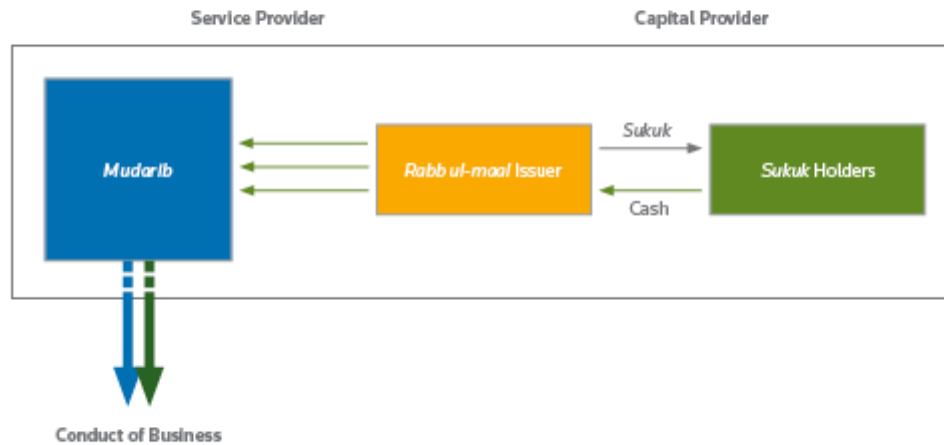 Service Provider
Capital Provider
Mudarib
Rabb ul-maal Issuer
Sukuk
Sukuk Holders
Cash
Conduct of Business